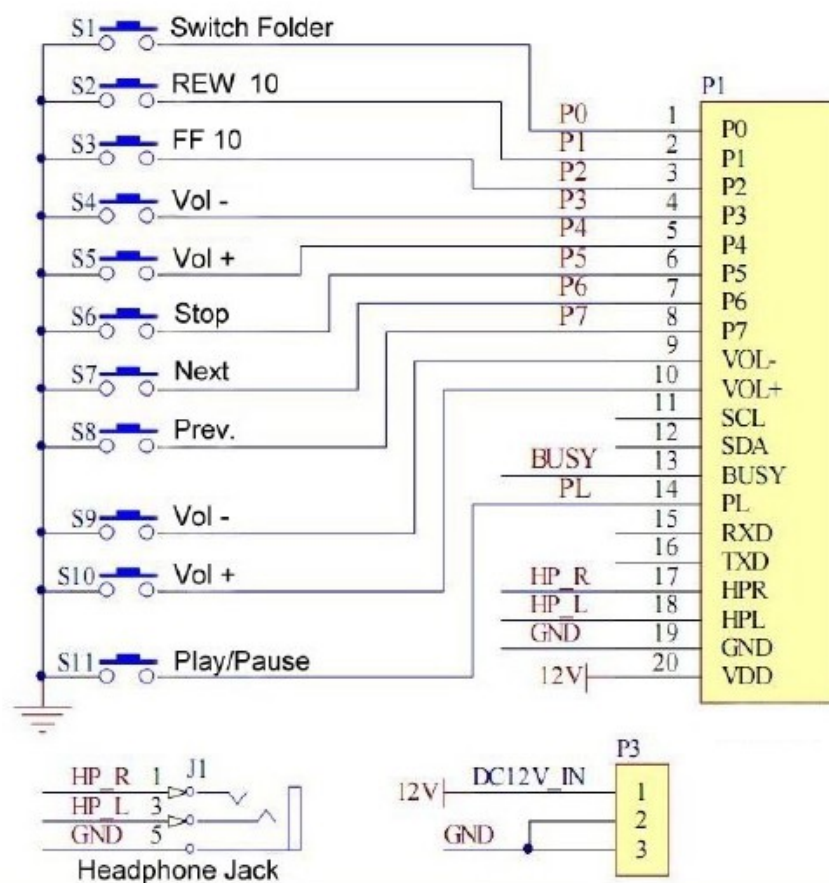 S1 Switch Folder
S2 REW 10
S3 FF 10
S4 Vol -
S5 Vol +
S6 Stop
S7 Next
S8 Prev.
S9 Vol -
S10 Vol +
S11 Play/Pause
P1
P0 1 P0
P1 2 P1
P2 3 P2
P3 4 P3
P4 5 P4
P5 6 P5
P6 7 P6
P7 8 P7
9 VOL-
10 VOL+
11 SCL
12 SDA
BUSY 13 BUSY
PL 14 PL
15 RXD
16 TXD
HP_R 17 HPR
HP_L 18 HPL
GND 19 GND
12V 20 VDD
HP_R 1 J1
HP_L 3
GND 5
Headphone Jack
P3
12V DC12V_IN 1
2
GND 3